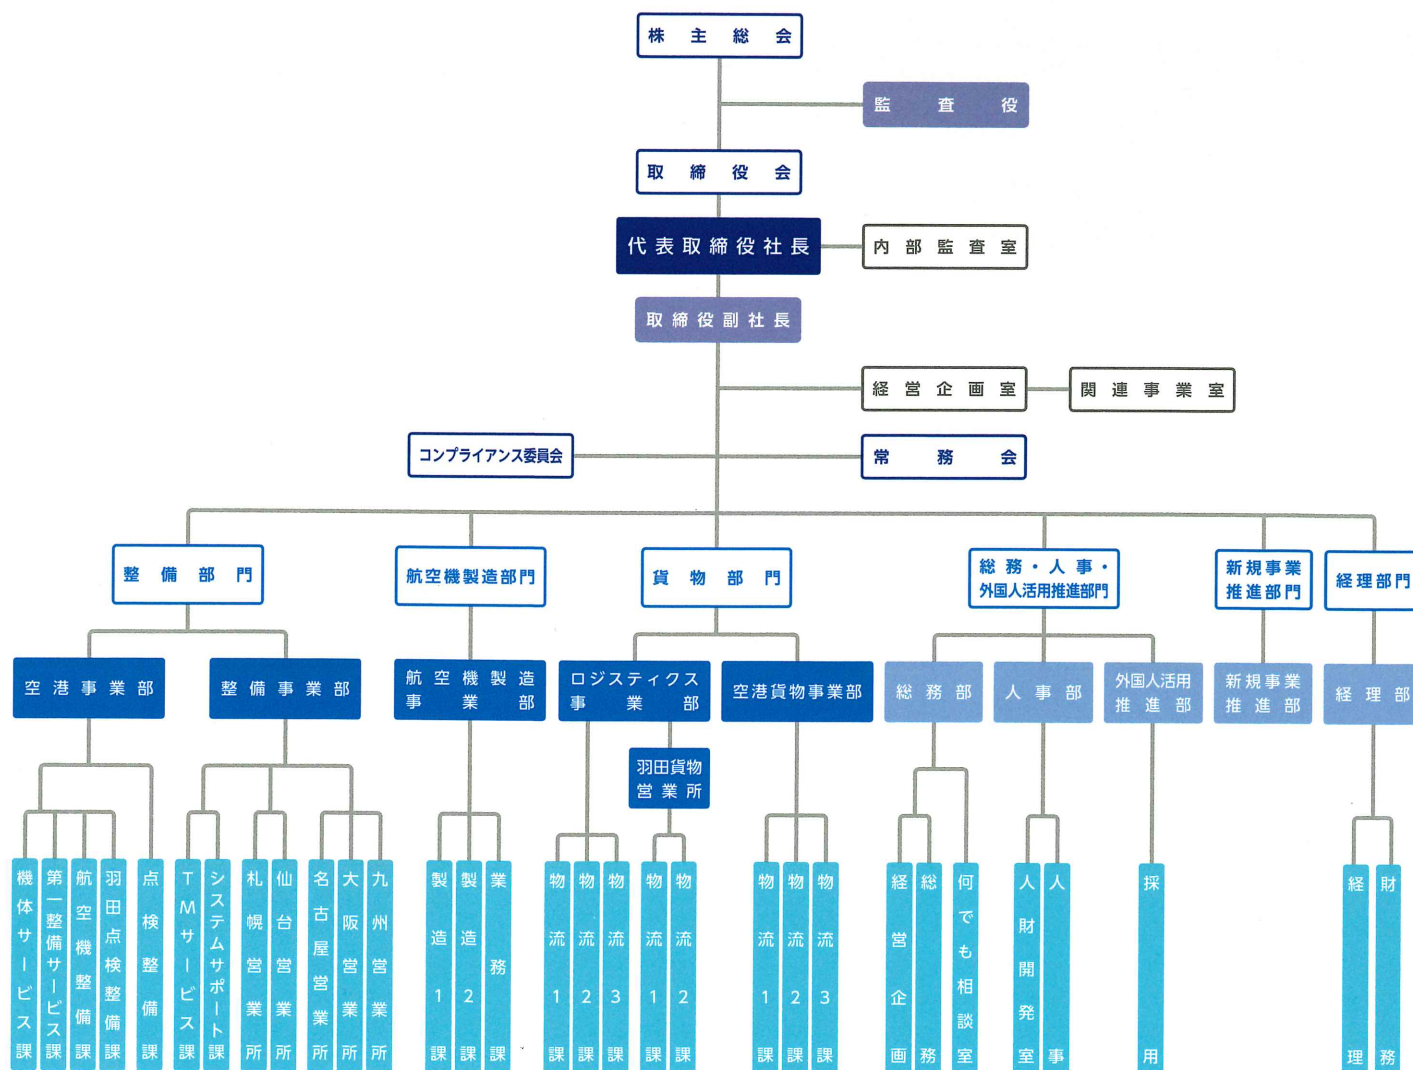 株主総会
監査役
取締役会
代表取締役社長
内部監査室
取締役副社長
経営企画室
関連事業室
コンプライアンス委員会
常務会
整備部門
航空機製造部門
貨物部門
総務・人事・
外国人活用推進部門
新規事業
推進部門
経理部門
空港事業部
整備事業部
航空機製造
事業部
ロジスティクス
事業部
空港貨物事業部
総務部
人事部
外国人活用
推進部
新規事業
推進部
経理部
羽田貨物
営業所
機体サービス課
第一整備サービス課
航空機整備課
羽田点検整備課
点検整備課
TMサービス課
システムサポート課
札幌営業所
仙台営業所
名古屋営業所
大阪営業所
九州営業所
製造1課
製造2課
業務課
物流1課
物流2課
物流3課
物流1課
物流2課
物流1課
物流2課
物流3課
経営企画
総務
何でも相談室
人財開発室
人事
採用
経理
財務